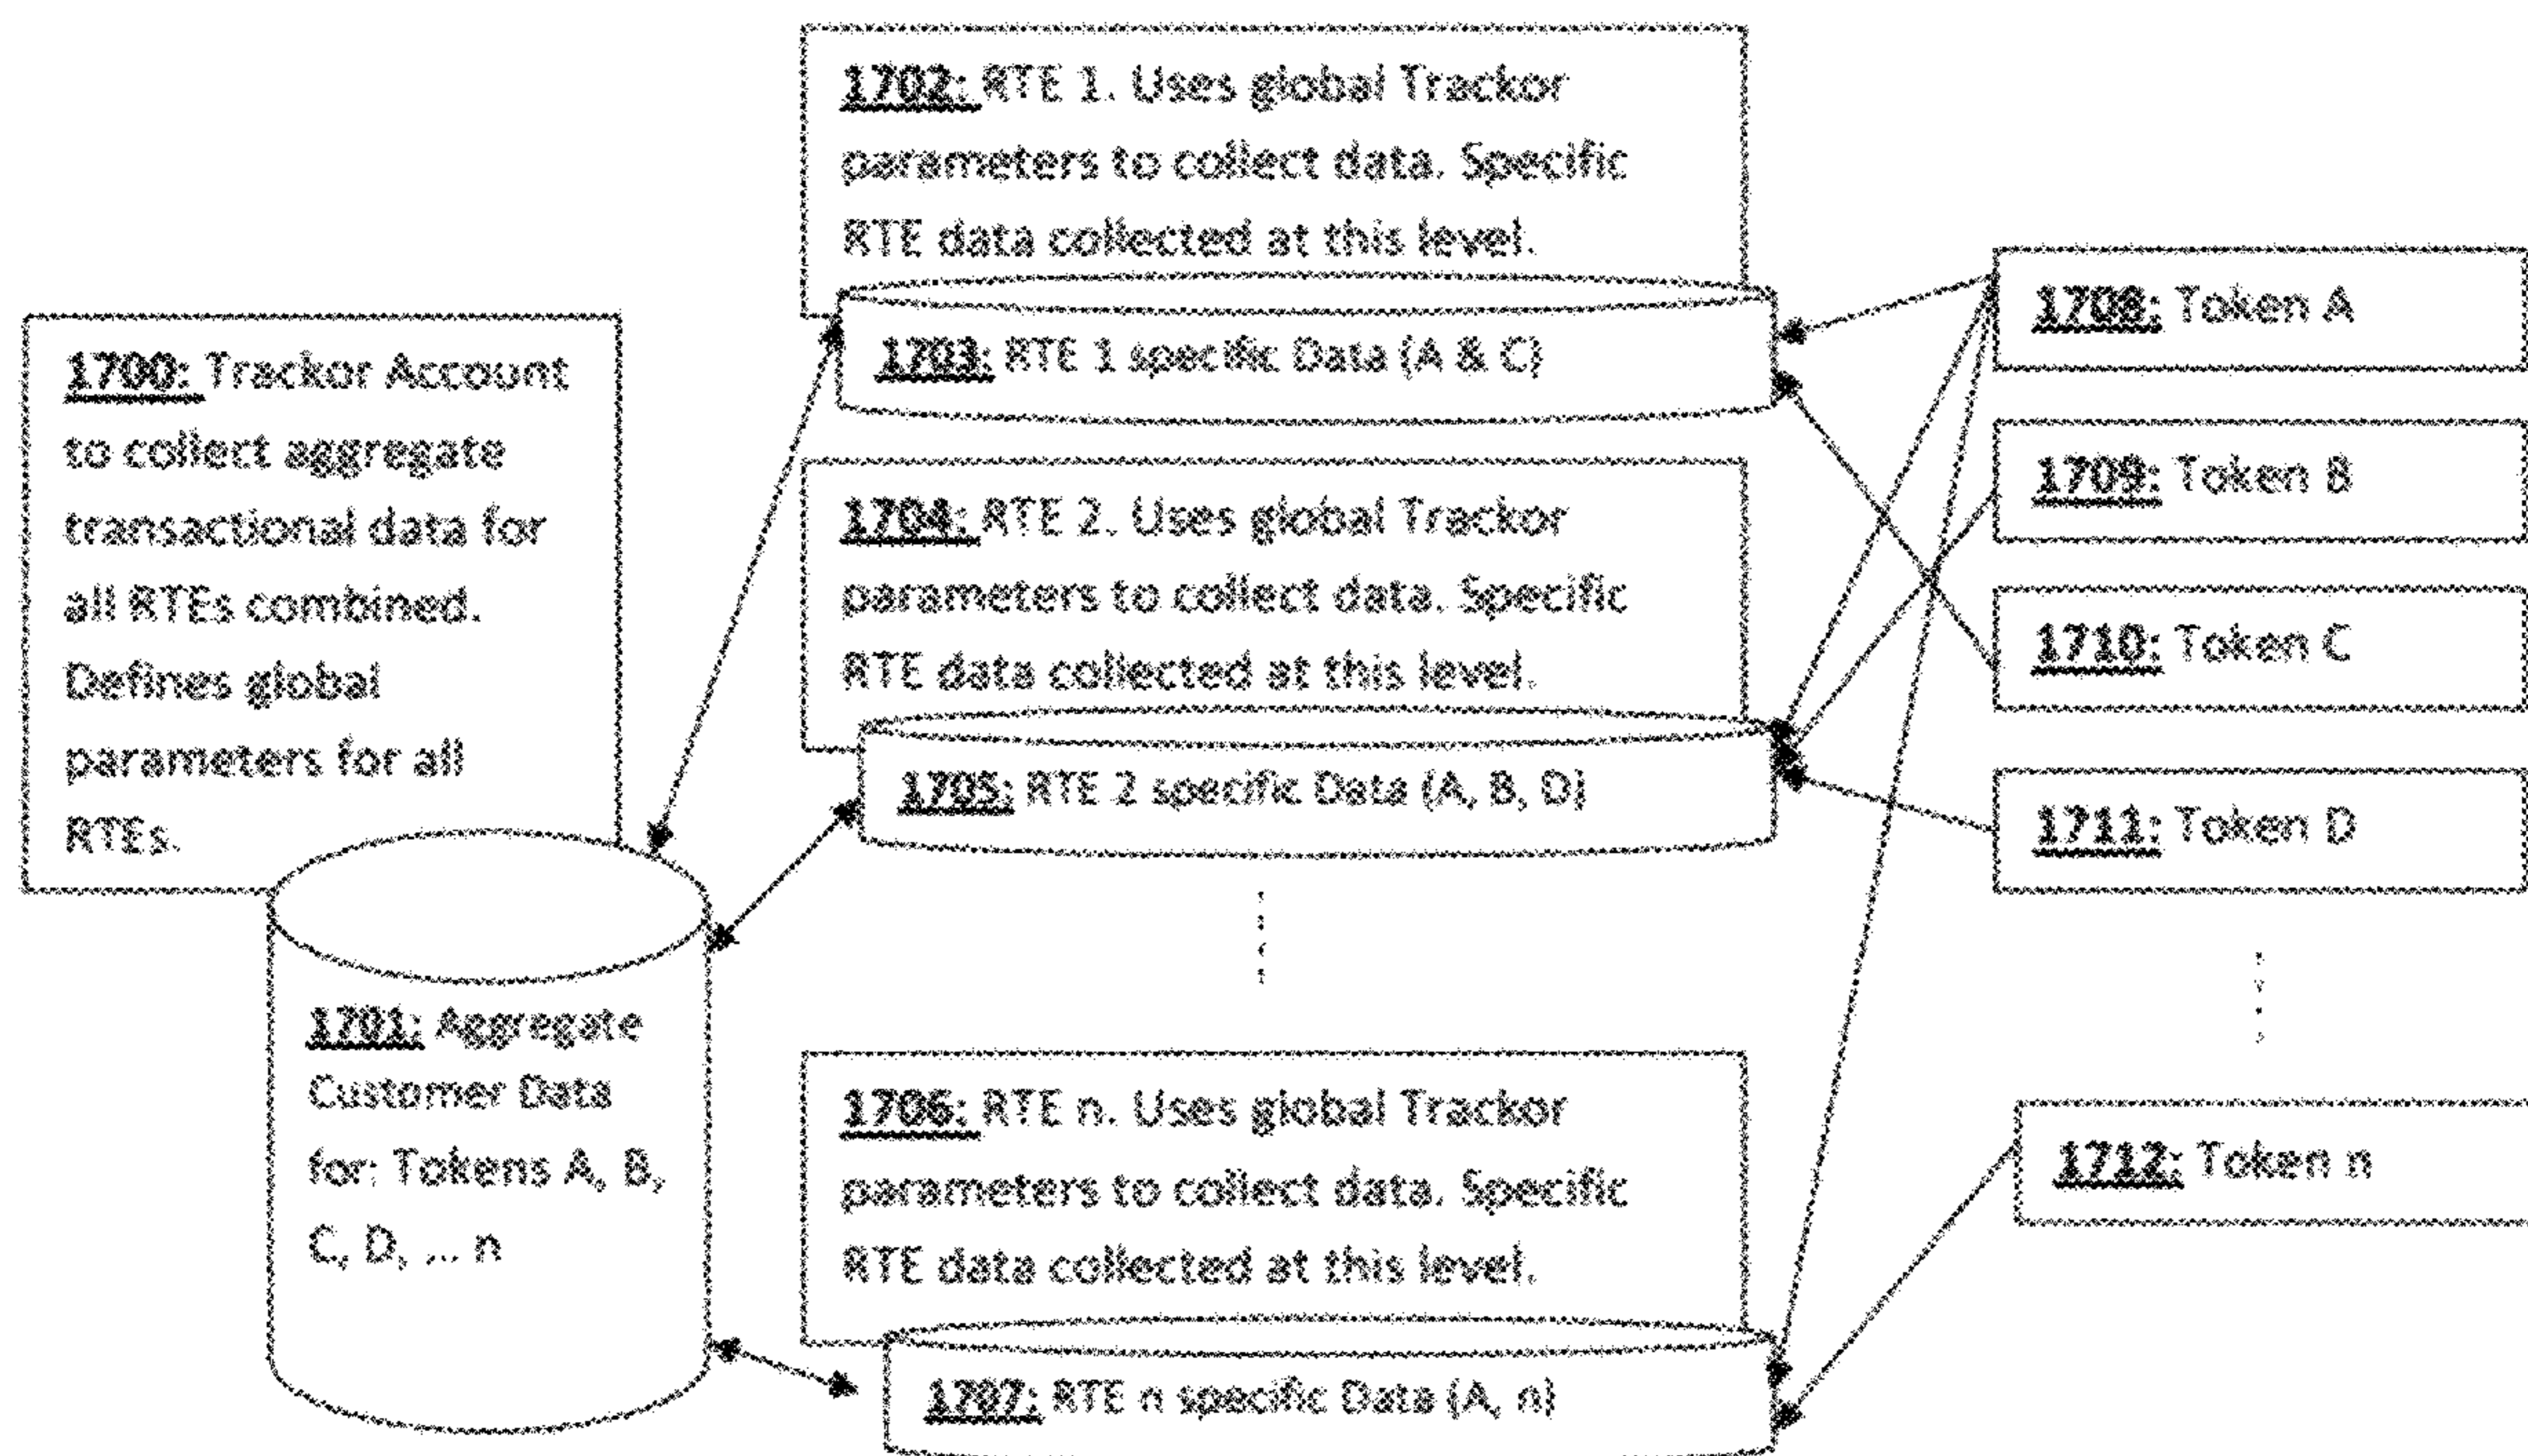 1700: Trackor Account
to collect aggregate
transactional data for
all RTEs combined.
Defines global
parameters for all
RTEs.
1701: Aggregate
Customer Data
for: Tokens A, B,
C, D, ... n
1702: RTE 1. Uses global Trackor
parameters to collect data. Specific
RTE data collected at this level.
1703: RTE 1 specific Data (A & C)
1704: RTE 2. Uses global Trackor
parameters to collect data. Specific
RTE data collected at this level.
1705: RTE 2 specific Data (A, B, D)
1706: RTE n. Uses global Trackor
parameters to collect data. Specific
RTE data collected at this level.
1707: RTE n specific Data (A, n)
1708: Token A
1709: Token B
1710: Token C
1711: Token D
1712: Token n